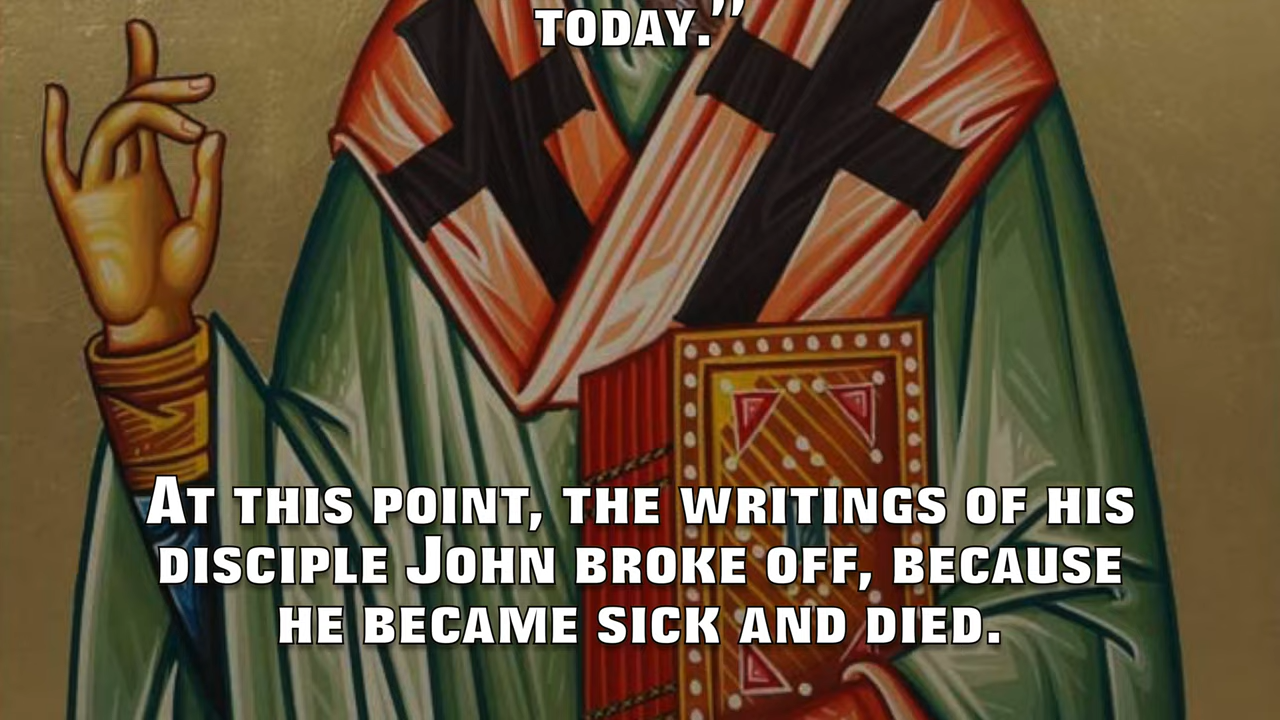 today.”
At this point, the writings of his
disciple John broke off, because
he became sick and died.